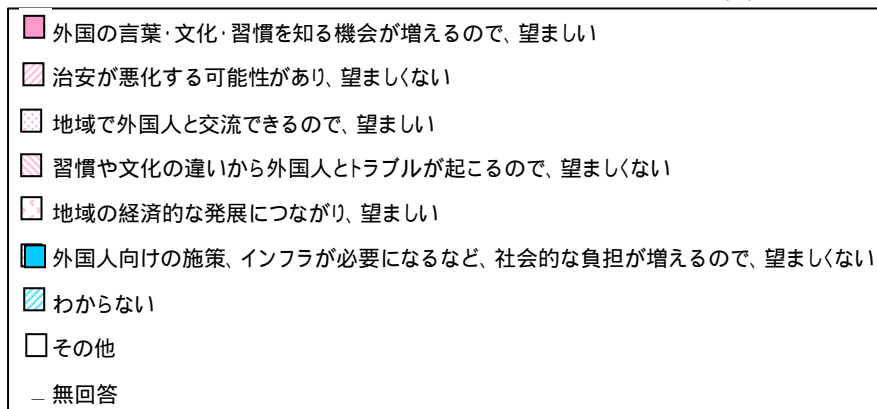 外国の言葉・文化・習慣を知る機会が増えるので、望ましい
治安が悪化する可能性があり、望ましくない
地域で外国人と交流できるので、望ましい
習慣や文化の違いから外国人とトラブルが起こるので、望ましくない
地域の経済的な発展につながり、望ましい
外国人向けの施策、インフラが必要になるなど、社会的な負担が増えるので、望ましくない
わからない
その他
無回答